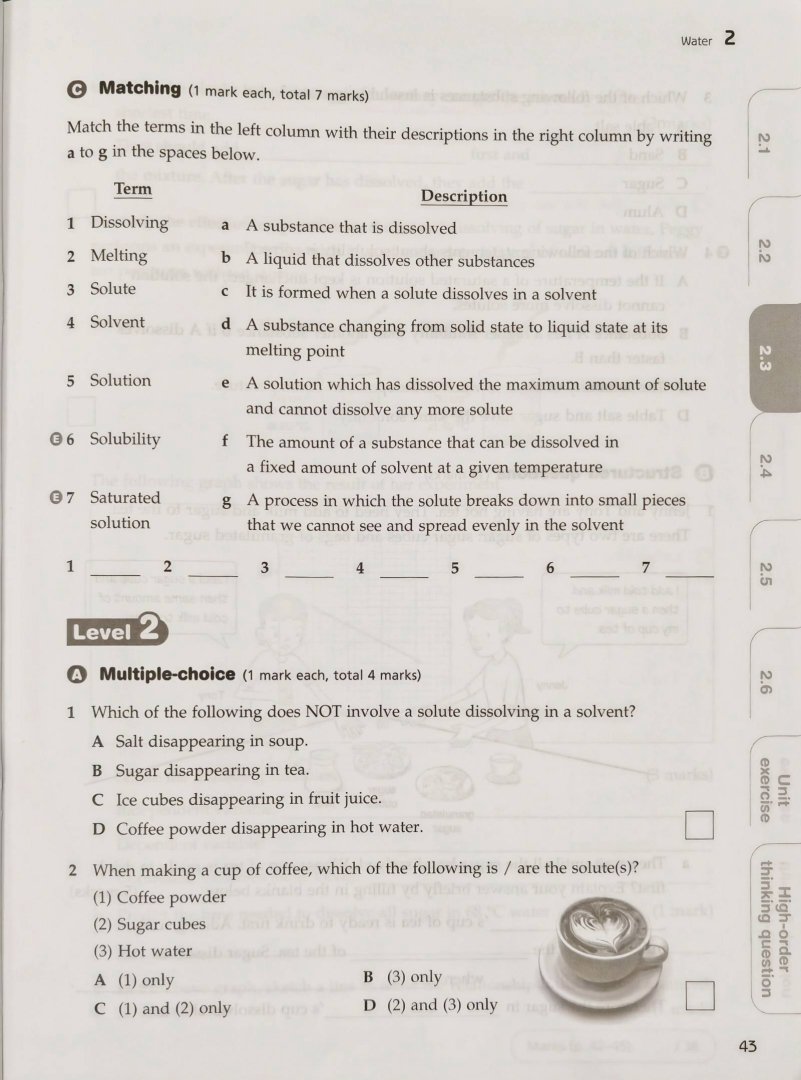 Water 2
C Matching (1 mark each, total 7 marks)
Match the terms in the left column with their descriptions in the right column by writing
a to g in the spaces below.
Term Description
1 Dissolving a A substance that is dissolved
2 Melting b A liquid that dissolves other substances
3 Solute c It is formed when a solute dissolves in a solvent
4 Solvent d A substance changing from solid state to liquid state at its
melting point
5 Solution e A solution which has dissolved the maximum amount of solute
and cannot dissolve any more solute
E 6 Solubility f The amount of a substance that can be dissolved in
a fixed amount of solvent at a given temperature
E 7 Saturated g A process in which the solute breaks down into small pieces
solution that we cannot see and spread evenly in the solvent
1 ______ 2 ______ 3 ______ 4 ______ 5 ______ 6 ______ 7 ______
Level 2
A Multiple-choice (1 mark each, total 4 marks)
1 Which of the following does NOT involve a solute dissolving in a solvent?
A Salt disappearing in soup.
B Sugar disappearing in tea.
C Ice cubes disappearing in fruit juice.
D Coffee powder disappearing in hot water.
2 When making a cup of coffee, which of the following is / are the solute(s)?
(1) Coffee powder
(2) Sugar cubes
(3) Hot water
A (1) only B (3) only
C (1) and (2) only D (2) and (3) only
43
2.1
2.2
2.3
2.4
2.5
2.6
Unit
exercise
High-order
thinking question